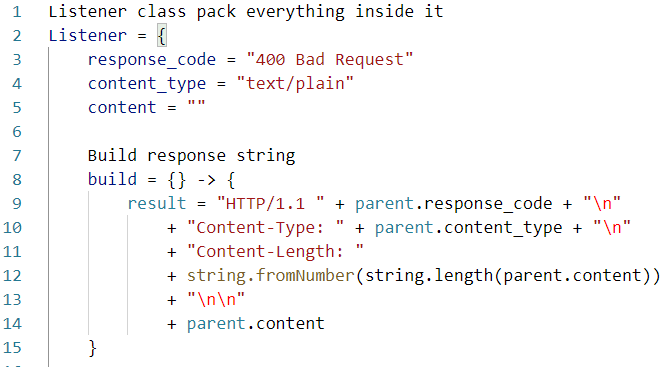 1 Listener class pack everything inside it
2 Listener = {
3 response_code = "400 Bad Request"
4 content_type = "text/plain"
5 content = ""
6
7 Build response string
8 build = {} -> {
9 result = "HTTP/1.1 " + parent.response_code + "\n"
10 + "Content-Type: " + parent.content_type + "\n"
11 + "Content-Length: "
12 + string.fromNumber(string.length(parent.content))
13 + "\n\n"
14 + parent.content
15 }